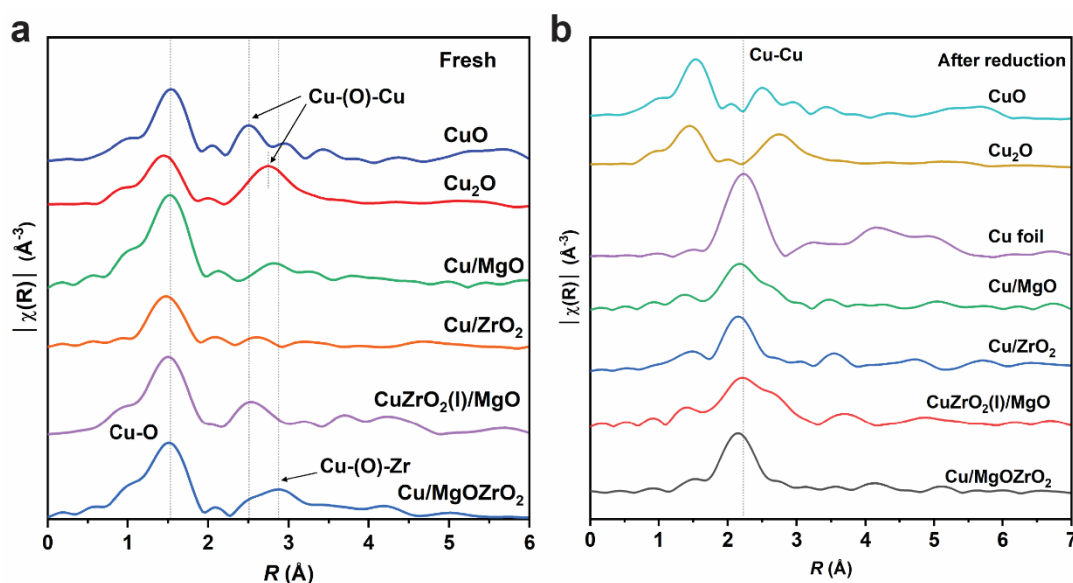 a
Fresh
Cu-(O)-Cu
CuO
Cu₂O
Cu/MgO
Cu/ZrO₂
CuZrO₂(I)/MgO
Cu-O
Cu-(O)-Zr
Cu/MgOZrO₂
| χ(R) | (Å⁻³)
0 1 2 3 4 5 6
R (Å)
b
Cu-Cu
After reduction
CuO
Cu₂O
Cu foil
Cu/MgO
Cu/ZrO₂
CuZrO₂(I)/MgO
Cu/MgOZrO₂
| χ(R) | (Å⁻³)
0 1 2 3 4 5 6 7
R (Å)